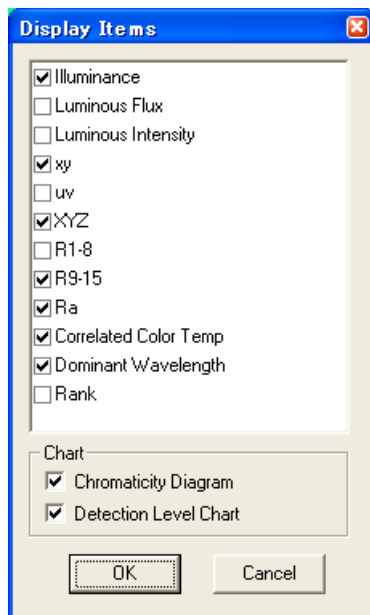 Display Items
Illuminance
Luminous Flux
Luminous Intensity
xy
uv
XYZ
R1-8
R9-15
Ra
Correlated Color Temp
Dominant Wavelength
Rank
Chart
Chromaticity Diagram
Detection Level Chart
OK Cancel